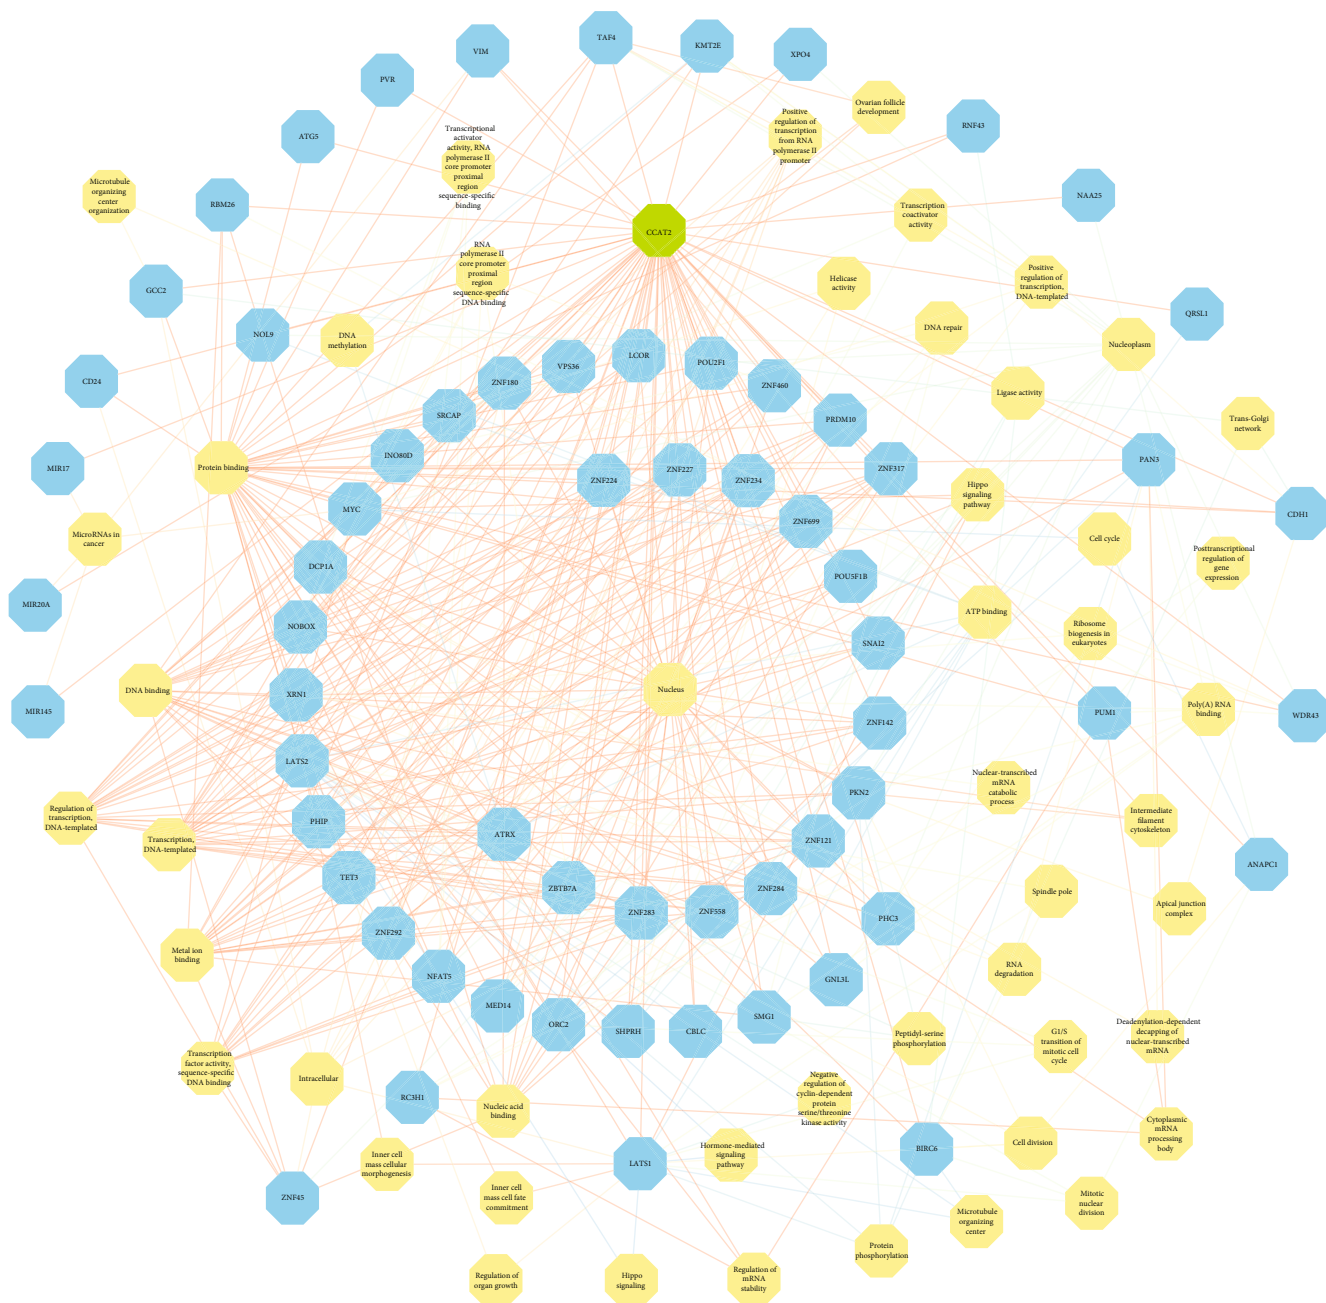 TAF4
KMT2E
VIM
XPO4
PVR
Ovarian follicle
development
ATG5
RNF43
Positive
regulation of
transcription
from RNA
polymerase II
promoter
Transcriptional
activator
activity, RNA
polymerase II
core promoter
proximal
region
sequence-specific
binding
Microtubule
organizing
center
organization
RBM26
NAA25
Transcription
coactivator
activity
CCAT2
RNA
polymerase II
core promoter
proximal
region
sequence-specific
DNA binding
Helicase
activity
Positive
regulation of
transcription,
DNA-templated
GCC2
QRSL1
NOL9
DNA
methylation
DNA repair
Nucleoplasm
LCOR
POU2F1
VPS36
ZNF180
ZNF460
CD24
Ligase activity
SRCAP
PRDM10
Trans-Golgi
network
INO80D
MIR17
Protein binding
ZNF224
ZNF227
ZNF234
ZNF317
PAN3
Hippo
signaling
pathway
MYC
ZNF699
CDH1
MicroRNAs in
cancer
Cell cycle
DCP1A
POU5F1B
Posttranscriptional
regulation of
gene
expression
MIR20A
NOBOX
ATP binding
SNAI2
Ribosome
biogenesis in
eukaryotes
DNA binding
XRN1
Nucleus
MIR145
ZNF142
PUM1
Poly(A) RNA
binding
WDR43
LATS2
PKN2
Nuclear-transcribed
mRNA
catabolic
process
Regulation of
transcription,
DNA-templated
PHIP
Transcription,
DNA-templated
ATRX
ZNF121
Intermediate
filament
cytoskeleton
ANAPC1
TET3
ZBTB7A
ZNF284
Spindle pole
ZNF283
ZNF558
PHC3
Apical junction
complex
ZNF292
Metal ion
binding
NFAT5
GNL3L
RNA
degradation
MED14
ORC2
SHPRH
CBLC
SMG1
Peptidyl-serine
phosphorylation
G1/S
transition of
mitotic cell
cycle
Deadenylation-dependent
decapping of
nuclear-transcribed
mRNA
Transcription
factor activity,
sequence-specific
DNA binding
Intracellular
RC3H1
Nucleic acid
binding
Negative
regulation of
cyclin-dependent
protein
serine/threonine
kinase activity
Cytoplasmic
mRNA
processing
body
Cell division
BIRC6
Hormone-mediated
signaling
pathway
LATS1
Inner cell
mass cellular
morphogenesis
ZNF45
Inner cell
mass cell fate
commitment
Mitotic
nuclear
division
Microtubule
organizing
center
Protein
phosphorylation
Regulation of
organ growth
Hippo
signaling
Regulation of
mRNA
stability